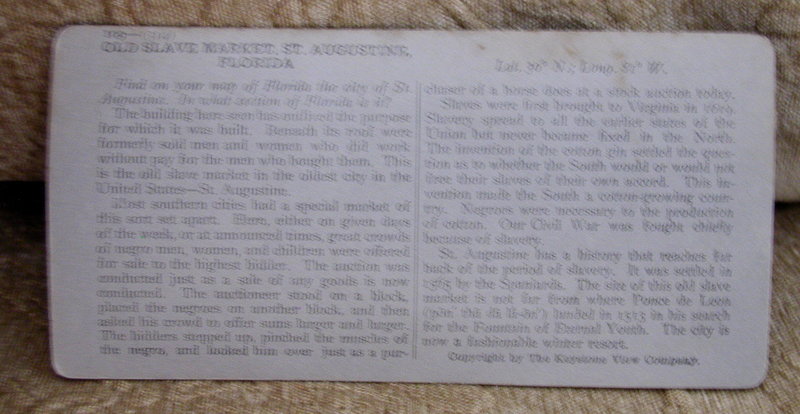 OLD SLAVE MARKET, ST. AUGUSTINE,
FLORIDA
Lat. 30° N.; Long. 81° W.
Find on your map of Florida the city of St.
Augustine. In what section of Florida is it?
The building here seen has outlived the purpose
for which it was built. Beneath its roof were
formerly sold men and women who did work
without pay for the men who bought them. This
is the old slave market in the oldest city in the
United States—St. Augustine.
Most southern cities had a special market of
this sort set apart. Here, either on given days
of the week, or at announced times, great crowds
of negro men, women, and children were offered
for sale to the highest bidder. The auction was
conducted just as a sale of any goods is now
conducted. The auctioneer stood on a block,
placed the negroes on another block, and then
asked his crowd to offer sums larger and larger.
The bidders stepped up, pinched the muscles of
the negro, and looked him over just as a pur-
chaser of a horse does at a stock auction today.
Slaves were first brought to Virginia in 1619.
Slavery spread to all the earlier states of the
Union but never became fixed in the North.
The invention of the cotton gin settled the ques-
tion as to whether the South would or would not
free their slaves of their own accord. This in-
vention made the South a cotton-growing coun-
try. Negroes were necessary to the production
of cotton. Our Civil War was fought chiefly
because of slavery.
St. Augustine has a history that reaches far
back of the period of slavery. It was settled in
1565 by the Spaniards. The site of this old slave
market is not far from where Ponce de Leon
landed in 1513 in his search
for the Fountain of Eternal Youth. The city is
now a fashionable winter resort.
Copyright by The Keystone View Company.